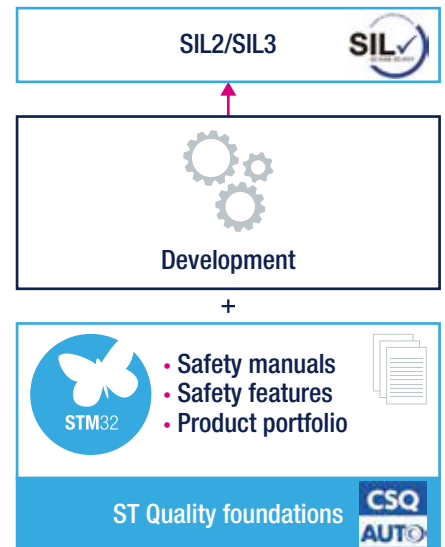 SIL2/SIL3
SIL
Development
+
• Safety manuals
• Safety features
• Product portfolio
STM32
ST Quality foundations
CSQ
AUTO